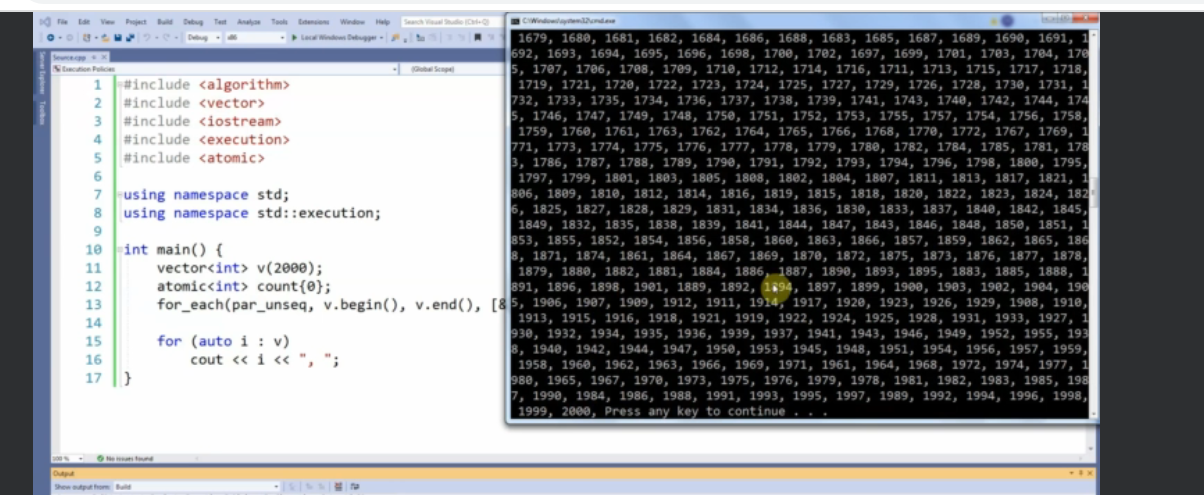 File Edit View Project Build Debug Test Analyze Tools Extensions Window Help Search Visual Studio (Ctrl+Q)
Debug x86 Local Windows Debugger
Source.cpp
Execution Policies (Global Scope)
Server Explorer
Toolbox
1 #include <algorithm>
2 #include <vector>
3 #include <iostream>
4 #include <execution>
5 #include <atomic>
6
7 using namespace std;
8 using namespace std::execution;
9
10 int main() {
11 vector<int> v(2000);
12 atomic<int> count{0};
13 for_each(par_unseq, v.begin(), v.end(), [&
14
15 for (auto i : v)
16 cout << i << ", ";
17 }
100 % No issues found
Output
Show output from: Build
C:\Windows\system32\cmd.exe
1679, 1680, 1681, 1682, 1684, 1686, 1688, 1683, 1685, 1687, 1689, 1690, 1691, 1
692, 1693, 1694, 1695, 1696, 1698, 1700, 1702, 1697, 1699, 1701, 1703, 1704, 170
5, 1707, 1706, 1708, 1709, 1710, 1712, 1714, 1716, 1711, 1713, 1715, 1717, 1718,
1719, 1721, 1720, 1722, 1723, 1724, 1725, 1727, 1729, 1726, 1728, 1730, 1731, 1
732, 1733, 1735, 1734, 1736, 1737, 1738, 1739, 1741, 1743, 1740, 1742, 1744, 174
5, 1746, 1747, 1749, 1748, 1750, 1751, 1752, 1753, 1755, 1757, 1754, 1756, 1758,
1759, 1760, 1761, 1763, 1762, 1764, 1765, 1766, 1768, 1770, 1772, 1767, 1769, 1
771, 1773, 1774, 1775, 1776, 1777, 1778, 1779, 1780, 1782, 1784, 1785, 1781, 178
3, 1786, 1787, 1788, 1789, 1790, 1791, 1792, 1793, 1794, 1796, 1798, 1800, 1795,
1797, 1799, 1801, 1803, 1805, 1808, 1802, 1804, 1807, 1811, 1813, 1817, 1821, 1
806, 1809, 1810, 1812, 1814, 1816, 1819, 1815, 1818, 1820, 1822, 1823, 1824, 182
6, 1825, 1827, 1828, 1829, 1831, 1834, 1836, 1830, 1833, 1837, 1840, 1842, 1845,
1849, 1832, 1835, 1838, 1839, 1841, 1844, 1847, 1843, 1846, 1848, 1850, 1851, 1
853, 1855, 1852, 1854, 1856, 1858, 1860, 1863, 1866, 1857, 1859, 1862, 1865, 186
8, 1871, 1874, 1861, 1864, 1867, 1869, 1870, 1872, 1875, 1873, 1876, 1877, 1878,
1879, 1880, 1882, 1881, 1884, 1886, 1887, 1890, 1893, 1895, 1883, 1885, 1888, 1
891, 1896, 1898, 1901, 1889, 1892, 1894, 1897, 1899, 1900, 1903, 1902, 1904, 190
5, 1906, 1907, 1909, 1912, 1911, 1914, 1917, 1920, 1923, 1926, 1929, 1908, 1910,
1913, 1915, 1916, 1918, 1921, 1919, 1922, 1924, 1925, 1928, 1931, 1933, 1927, 1
930, 1932, 1934, 1935, 1936, 1939, 1937, 1941, 1943, 1946, 1949, 1952, 1955, 193
8, 1940, 1942, 1944, 1947, 1950, 1953, 1945, 1948, 1951, 1954, 1956, 1957, 1959,
1958, 1960, 1962, 1963, 1966, 1969, 1971, 1961, 1964, 1968, 1972, 1974, 1977, 1
980, 1965, 1967, 1970, 1973, 1975, 1976, 1979, 1978, 1981, 1982, 1983, 1985, 198
7, 1990, 1984, 1986, 1988, 1991, 1993, 1995, 1997, 1989, 1992, 1994, 1996, 1998,
1999, 2000, Press any key to continue . . .